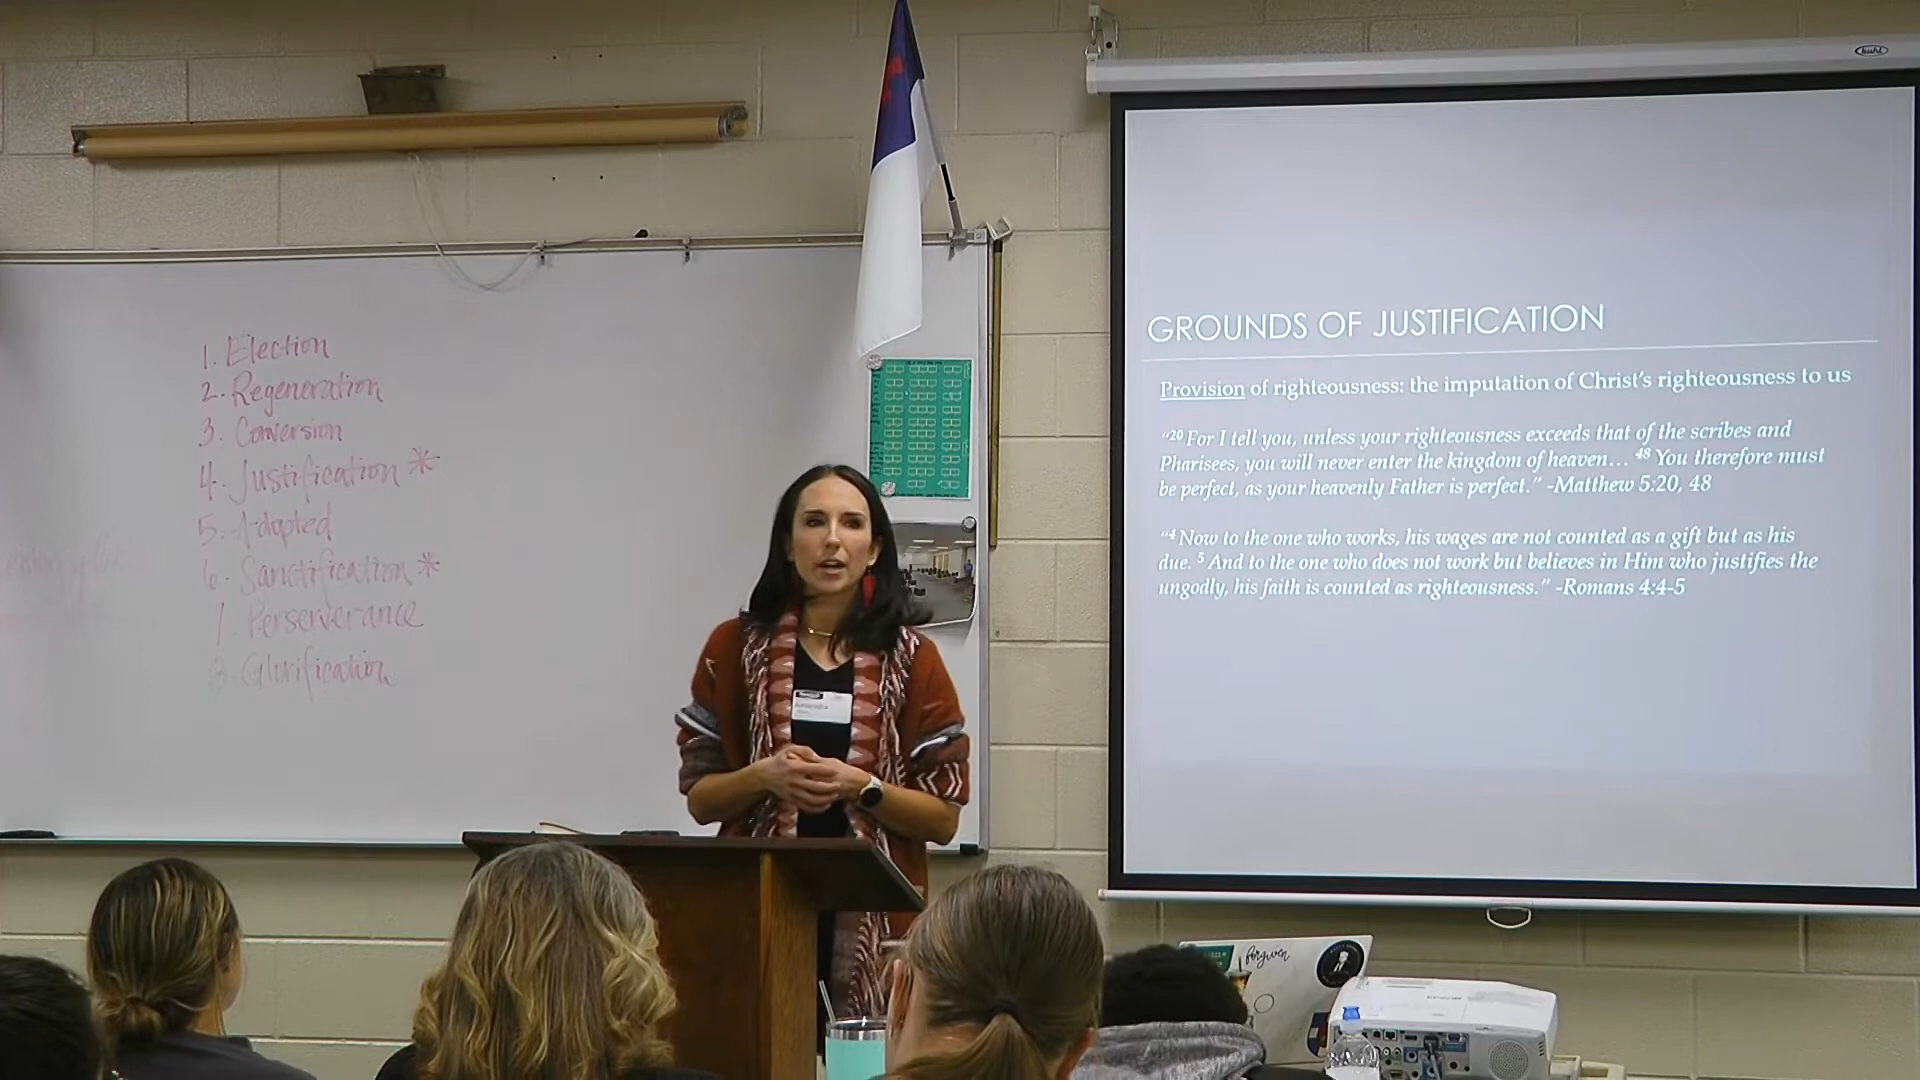 1. Election
2. Regeneration
3. Conversion
4. Justification *
5. Adopted
6. Sanctification *
7. Perserverance
8. Glorification
GROUNDS OF JUSTIFICATION
Provision of righteousness: the imputation of Christ's righteousness to us
"20 For I tell you, unless your righteousness exceeds that of the scribes and
Pharisees, you will never enter the kingdom of heaven... 48 You therefore must
be perfect, as your heavenly Father is perfect." -Matthew 5:20, 48
"4 Now to the one who works, his wages are not counted as a gift but as his
due. 5 And to the one who does not work but believes in Him who justifies the
ungodly, his faith is counted as righteousness." -Romans 4:4-5
forgiven